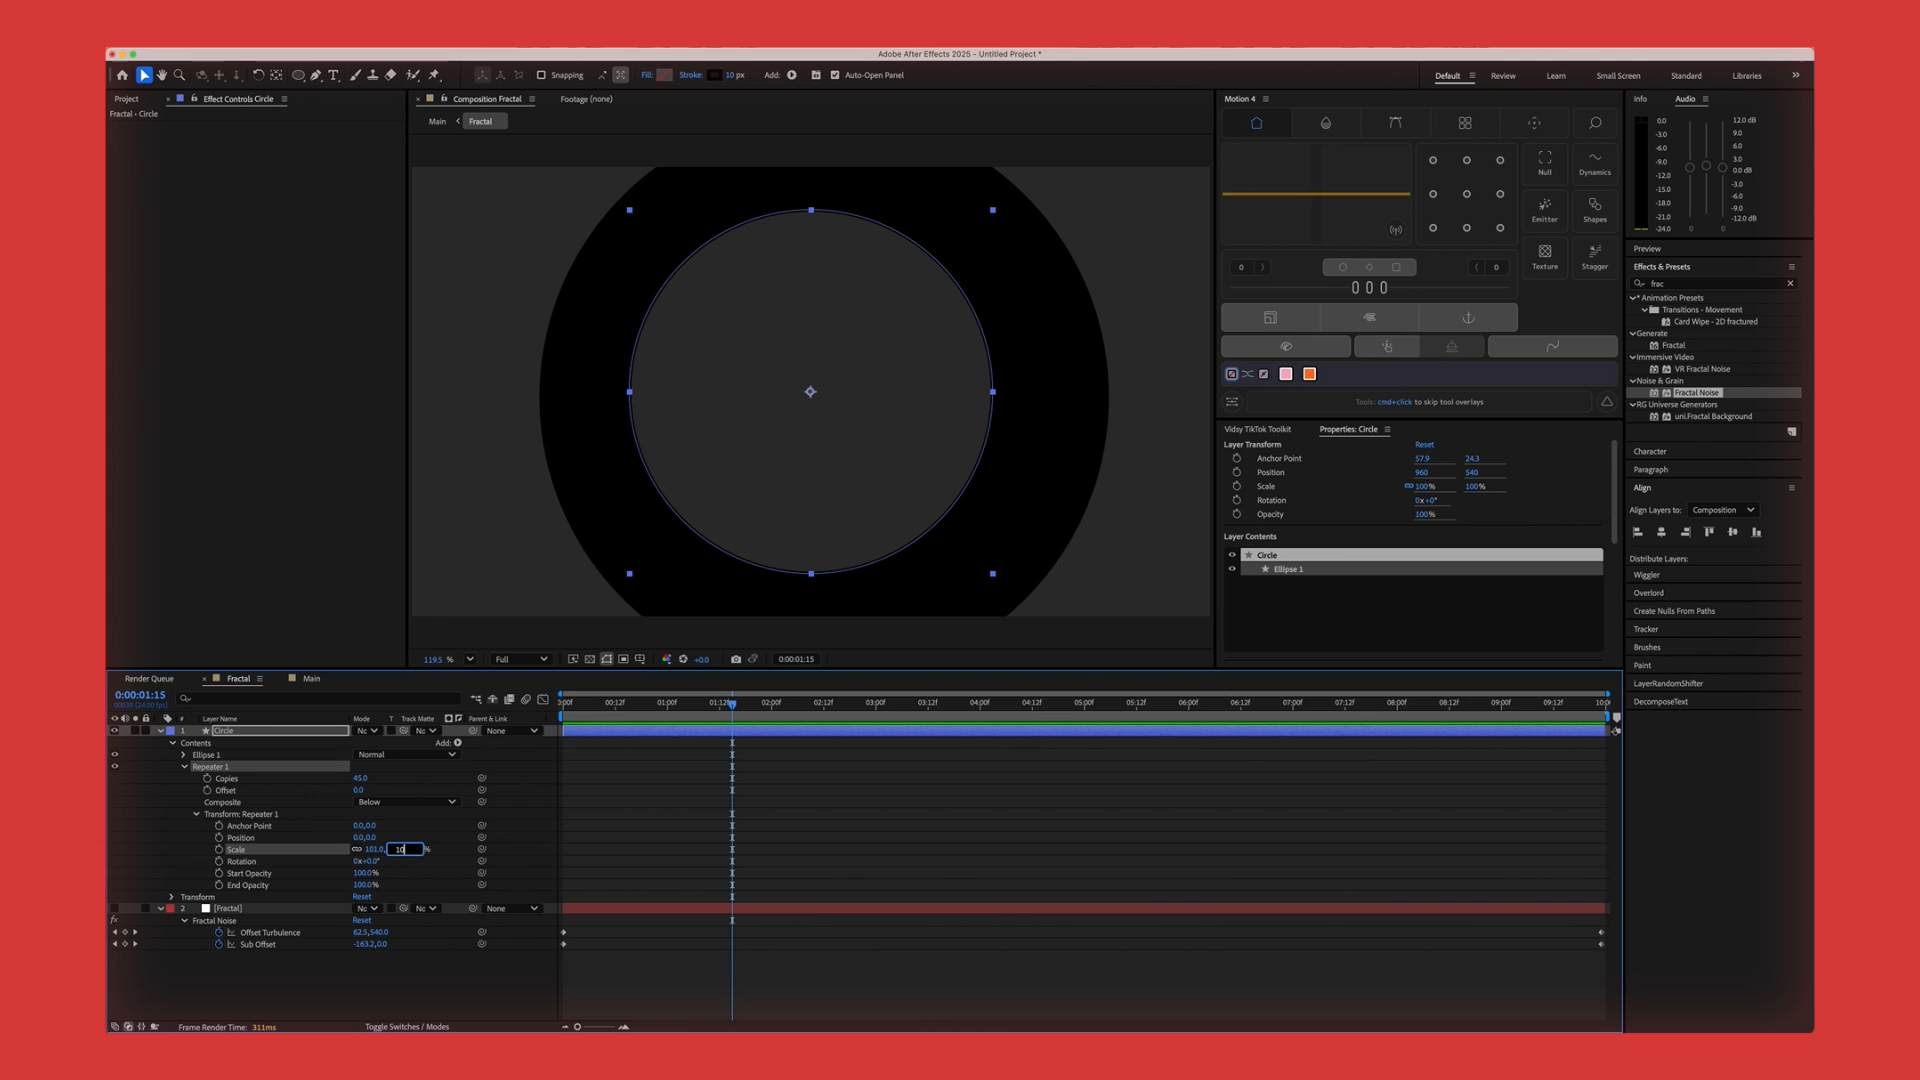 Adobe After Effects 2025 - Untitled Project *
Snapping
Fill:
Stroke:
10 px
Add:
Auto-Open Panel
Default
Review
Learn
Small Screen
Standard
Libraries
Project
Effect Controls Circle
Composition Fractal
Footage (none)
Motion 4
Info
Audio
Fractal • Circle
Main
Fractal
0.0
-3.0
-6.0
-9.0
-12.0
-15.0
-18.0
-21.0
-24.0
12.0 dB
9.0
6.0
3.0
0.0 dB
-3.0
-6.0
-9.0
-12.0 dB
0
0
Null
Dynamics
Emitter
Shapes
Texture
Stagger
0
0
Tools: cmd+click to skip tool overlays
Preview
Effects & Presets
frac
* Animation Presets
Transitions - Movement
Card Wipe - 2D fractured
Generate
Fractal
Immersive Video
VR Fractal Noise
Noise & Grain
Fractal Noise
RG Universe Generators
uni.Fractal Background
Character
Paragraph
Align
Align Layers to: Composition
Distribute Layers:
Wiggler
Overlord
Create Nulls From Paths
Tracker
Brushes
Paint
LayerRandomShifter
DecomposeText
Vidsy TikTok Toolkit
Properties: Circle
Layer Transform
Reset
Anchor Point 57.9 24.3
Position 960 540
Scale 100% 100%
Rotation 0x+0°
Opacity 100%
Layer Contents
Circle
Ellipse 1
119.5 %
Full
+0.0
0:00:01:15
Render Queue
Fractal
Main
0:00:01:15
00039 (24.00 fps)
:00f 00:12f 01:00f 01:12f 02:00f 02:12f 03:00f 03:12f 04:00f 04:12f 05:00f 05:12f 06:00f 06:12f 07:00f 07:12f 08:00f 08:12f 09:00f 09:12f 10:0
# Layer Name Mode T Track Matte Parent & Link
1 Circle Nc Nc None
Contents Add:
Ellipse 1 Normal
Repeater 1
Copies 45.0
Offset 0.0
Composite Below
Transform: Repeater 1
Anchor Point 0.0,0.0
Position 0.0,0.0
Scale 101.0, 10 %
Rotation 0x+0.0°
Start Opacity 100.0%
End Opacity 100.0%
Transform Reset
2 [Fractal] Nc Nc None
fx Fractal Noise Reset
Offset Turbulence 62.5,540.0
Sub Offset -163.2,0.0
Frame Render Time: 311ms
Toggle Switches / Modes